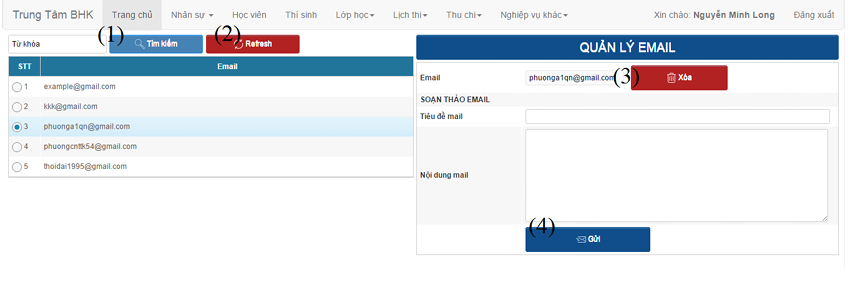 Trung Tâm BHK Trang chủ Nhân sự Học viên Thí sinh Lớp học Lịch thi Thu chi Nghiệp vụ khác Xin chào: Nguyễn Minh Long Đăng xuất
Từ khóa (1) Tìm kiếm (2) Refresh
STT Email
1 example@gmail.com
2 kkk@gmail.com
3 phuonga1qn@gmail.com
4 phuongcnttk54@gmail.com
5 thoidai1995@gmail.com
QUẢN LÝ EMAIL
Email phuonga1qn@gmail.com (3) Xóa
SOẠN THẢO EMAIL
Tiêu đề mail
Nội dung mail
(4) Gửi